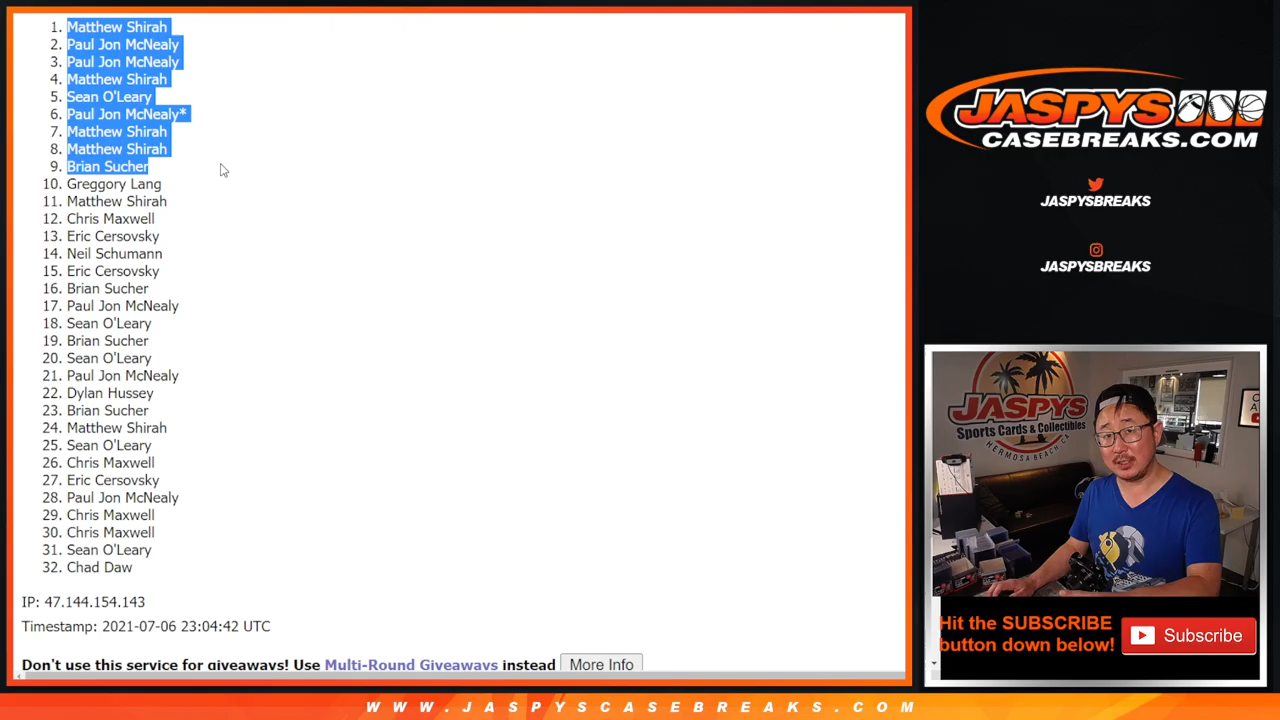 1. Matthew Shirah
2. Paul Jon McNealy
3. Paul Jon McNealy
4. Matthew Shirah
5. Sean O'Leary
6. Paul Jon McNealy*
7. Matthew Shirah
8. Matthew Shirah
9. Brian Sucher
10. Greggory Lang
11. Matthew Shirah
12. Chris Maxwell
13. Eric Cersovsky
14. Neil Schumann
15. Eric Cersovsky
16. Brian Sucher
17. Paul Jon McNealy
18. Sean O'Leary
19. Brian Sucher
20. Sean O'Leary
21. Paul Jon McNealy
22. Dylan Hussey
23. Brian Sucher
24. Matthew Shirah
25. Sean O'Leary
26. Chris Maxwell
27. Eric Cersovsky
28. Paul Jon McNealy
29. Chris Maxwell
30. Chris Maxwell
31. Sean O'Leary
32. Chad Daw
IP: 47.144.154.143
Timestamp: 2021-07-06 23:04:42 UTC
Don't use this service for giveaways! Use Multi-Round Giveaways instead More Info
JASPYS
CASEBREAKS.COM
JASPYSBREAKS
JASPYSBREAKS
JASPYS
Sports Cards & Collectibles
HERMOSA BEACH, CA
Hit the SUBSCRIBE
button down below!
Subscribe
WWW.JASPYSCASEBREAKS.COM